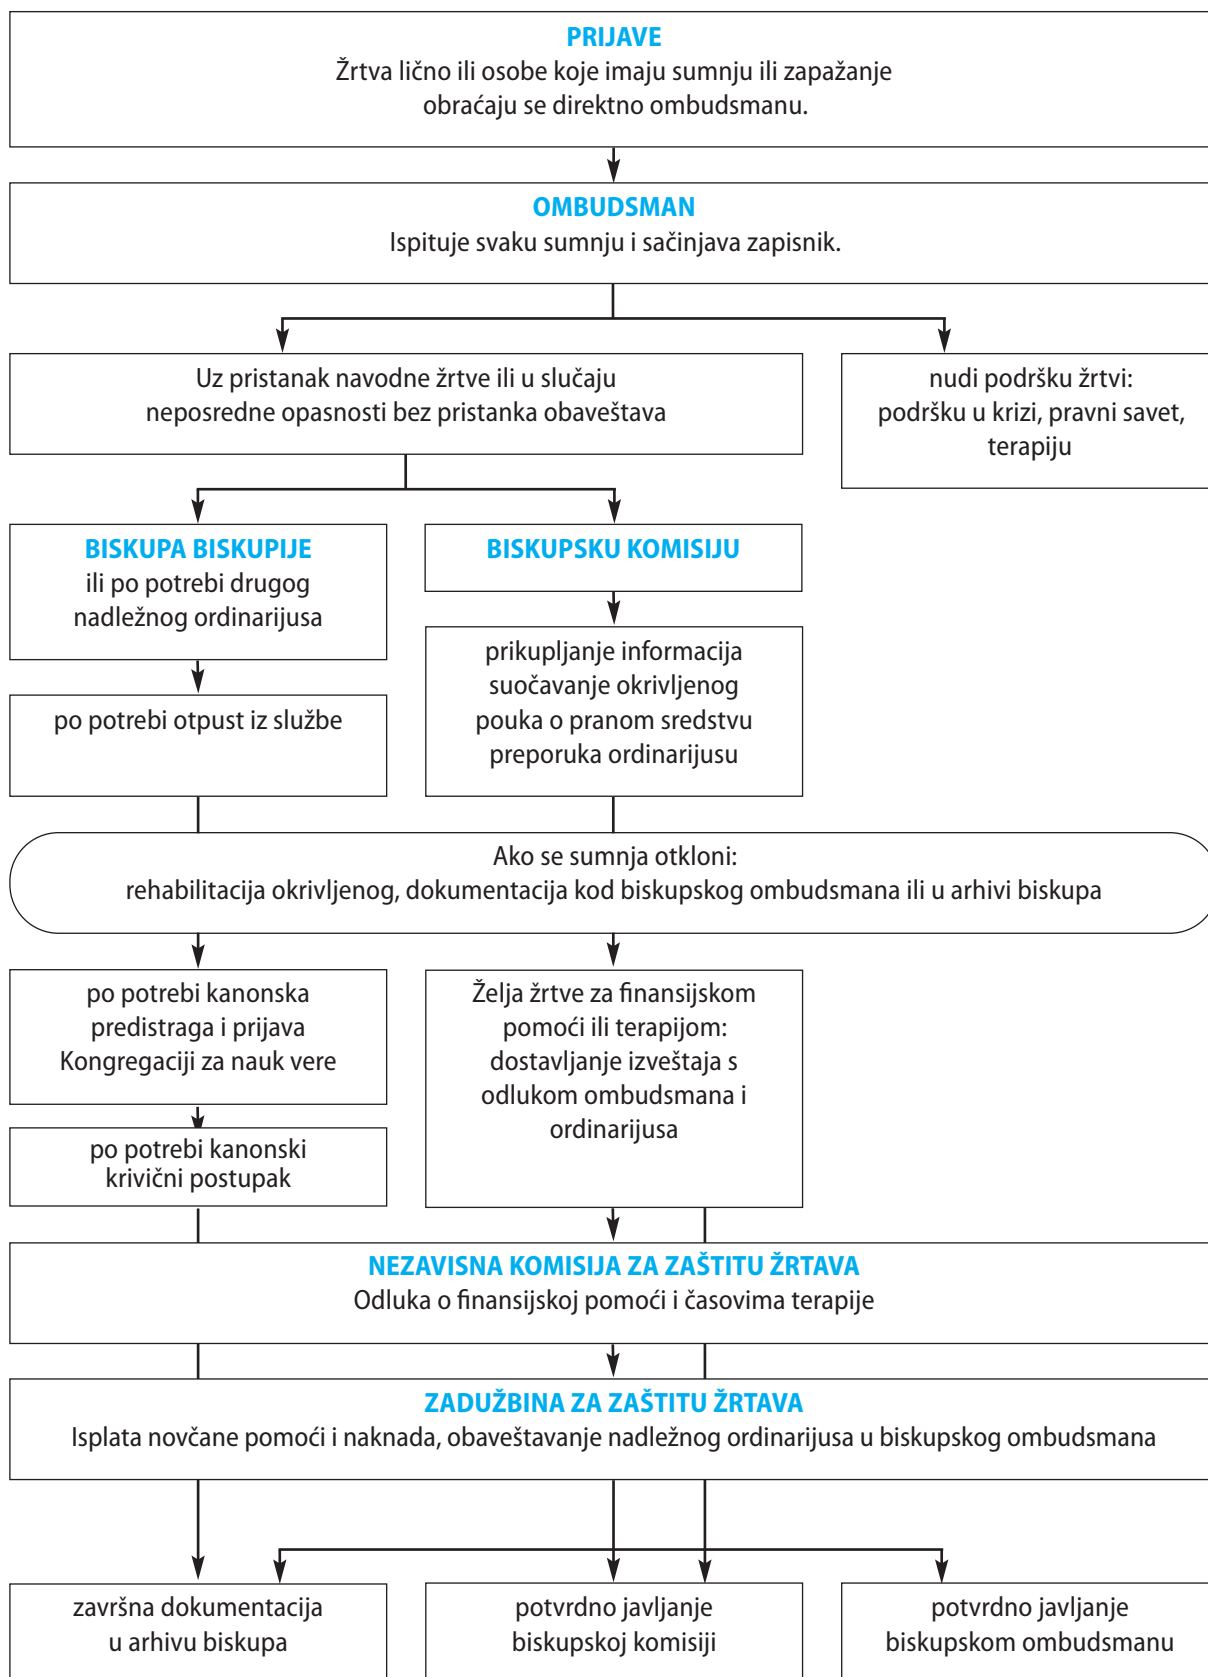 PRIJAVE
Žrtva lično ili osobe koje imaju sumnju ili zapažanje
obraćaju se direktno ombudsmanu.
OMBUDSMAN
Ispituje svaku sumnju i sačinjava zapisnik.
Uz pristanak navodne žrtve ili u slučaju
neposredne opasnosti bez pristanka obaveštava
nudi podršku žrtvi:
podršku u krizi, pravni savet,
terapiju
BISKUPA BISKUPIJE
ili po potrebi drugog
nadležnog ordinarijusa
BISKUPSKU KOMISIJU
po potrebi otpust iz službe
prikupljanje informacija
suočavanje okrivljenog
pouka o pranom sredstvu
preporuka ordinarijusu
Ako se sumnja otkloni:
rehabilitacija okrivljenog, dokumentacija kod biskupskog ombudsmana ili u arhivi biskupa
po potrebi kanonska
predistraga i prijava
Kongregaciji za nauk vere
po potrebi kanonski
krivični postupak
Želja žrtve za finansijskom
pomoći ili terapijom:
dostavljanje izveštaja s
odlukom ombudsmana i
ordinarijusa
NEZAVISNA KOMISIJA ZA ZAŠTITU ŽRTAVA
Odluka o finansijskoj pomoći i časovima terapije
ZADUŽBINA ZA ZAŠTITU ŽRTAVA
Isplata novčane pomoći i naknada, obaveštavanje nadležnog ordinarijusa u biskupskog ombudsmana
završna dokumentacija
u arhivu biskupa
potvrdno javljanje
biskupskoj komisiji
potvrdno javljanje
biskupskom ombudsmanu